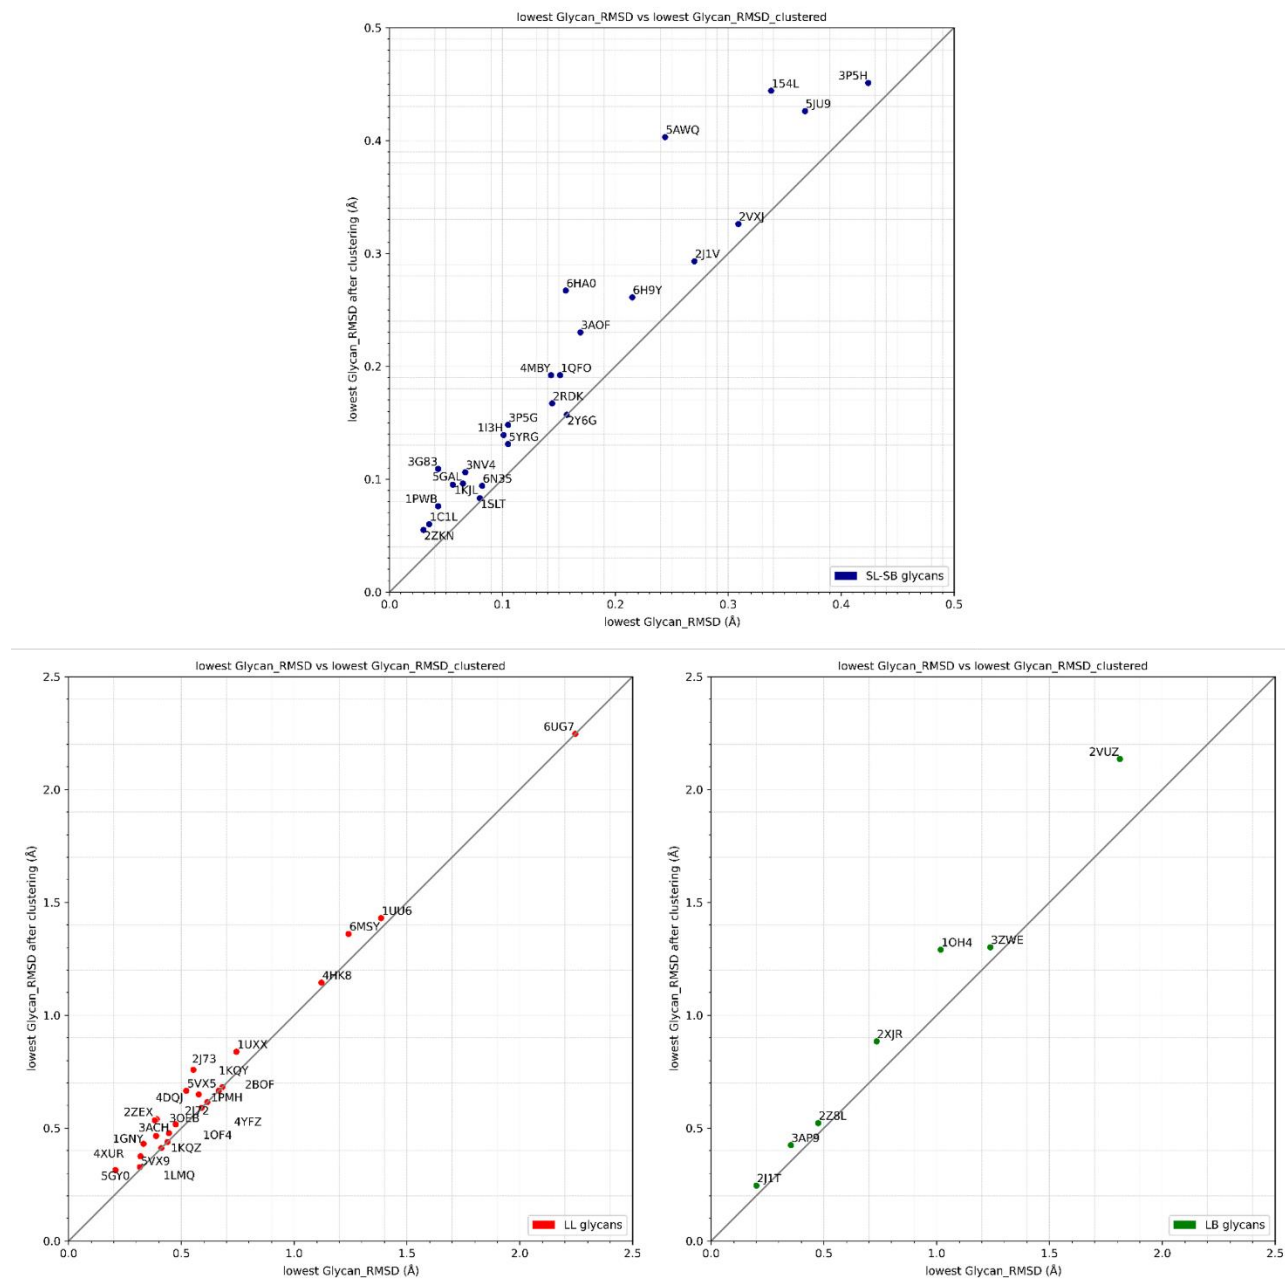 lowest Glycan_RMSD vs lowest Glycan_RMSD_clustered
0.5
0.4
0.3
0.2
0.1
0.0
lowest Glycan_RMSD after clustering (Å)
3P5H
154L
5JU9
5AWQ
2VXJ
2J1V
6HA0
6H9Y
3AOF
4MBY
1QFO
2RDK
3P5G
2Y6G
1I3H
5YRG
3G83
3NV4
5GAL
6N35
1KJL
1PWB
1SLT
1C1L
2ZKN
SL-SB glycans
0.0
0.1
0.2
0.3
0.4
0.5
lowest Glycan_RMSD (Å)
lowest Glycan_RMSD vs lowest Glycan_RMSD_clustered
2.5
2.0
1.5
1.0
0.5
0.0
lowest Glycan_RMSD after clustering (Å)
6UG7
1UU6
6MSY
4HK8
1UXX
2J73
1KQY
5VX5
2BOF
4DQJ
1PMH
2ZEX
2J72
3OEB
4YFZ
3ACH
1OF4
1GNY
1KQZ
4XUR
5VX9
5GY0
1LMQ
LL glycans
0.0
0.5
1.0
1.5
2.0
2.5
lowest Glycan_RMSD (Å)
lowest Glycan_RMSD vs lowest Glycan_RMSD_clustered
2.5
2.0
1.5
1.0
0.5
0.0
lowest Glycan_RMSD after clustering (Å)
2VUZ
1OH4
3ZWE
2XJR
2Z8L
3AP9
2J1T
LB glycans
0.0
0.5
1.0
1.5
2.0
2.5
lowest Glycan_RMSD (Å)